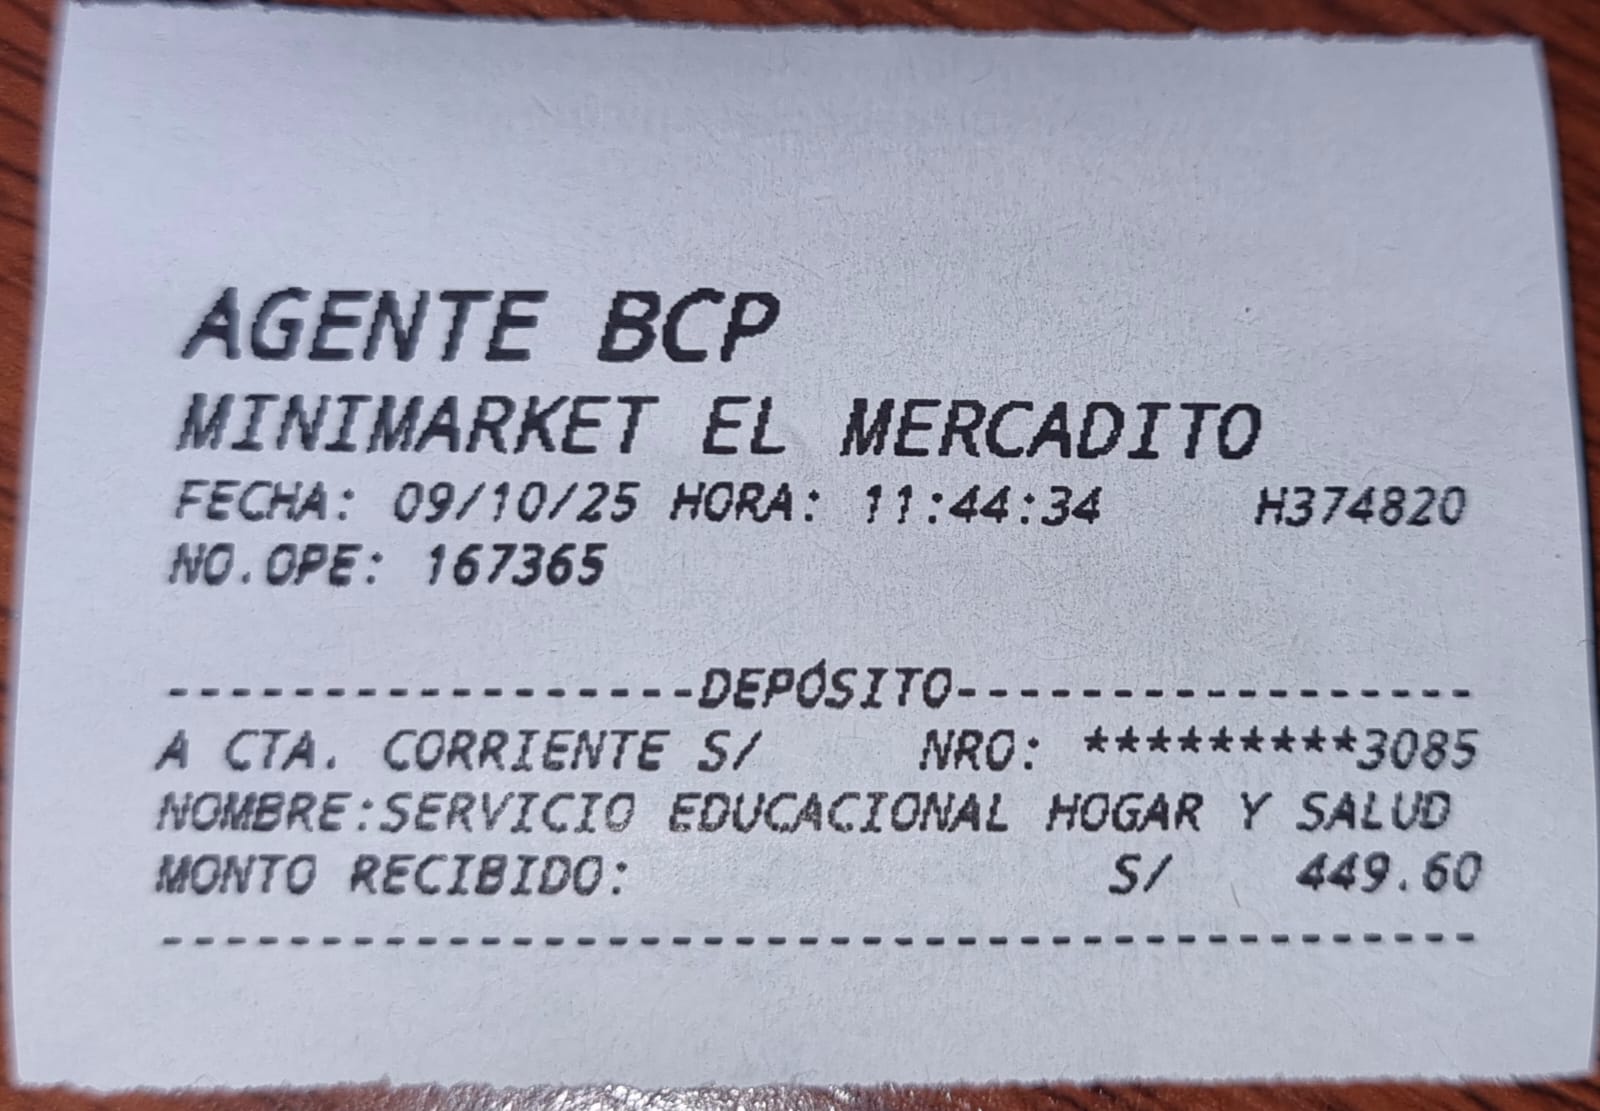 AGENTE BCP
MINIMARKET EL MERCADITO
FECHA: 09/10/25 HORA: 11:44:34 H374820
NO.OPE: 167365
------------------DEPÓSITO------------------
A CTA. CORRIENTE S/ NRO: *********3085
NOMBRE:SERVICIO EDUCACIONAL HOGAR Y SALUD
MONTO RECIBIDO: S/ 449.60
---------------------------------------------